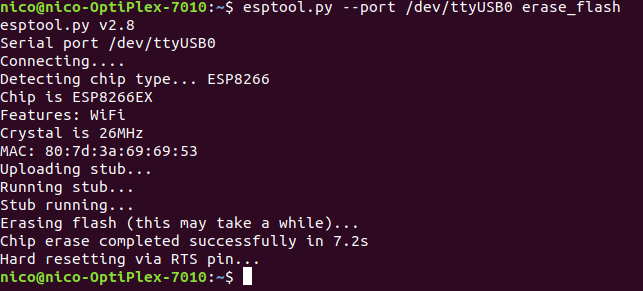 nico@nico-OptiPlex-7010:~$ esptool.py --port /dev/ttyUSB0 erase_flash
esptool.py v2.8
Serial port /dev/ttyUSB0
Connecting....
Detecting chip type... ESP8266
Chip is ESP8266EX
Features: WiFi
Crystal is 26MHz
MAC: 80:7d:3a:69:69:53
Uploading stub...
Running stub...
Stub running...
Erasing flash (this may take a while)...
Chip erase completed successfully in 7.2s
Hard resetting via RTS pin...
nico@nico-OptiPlex-7010:~$